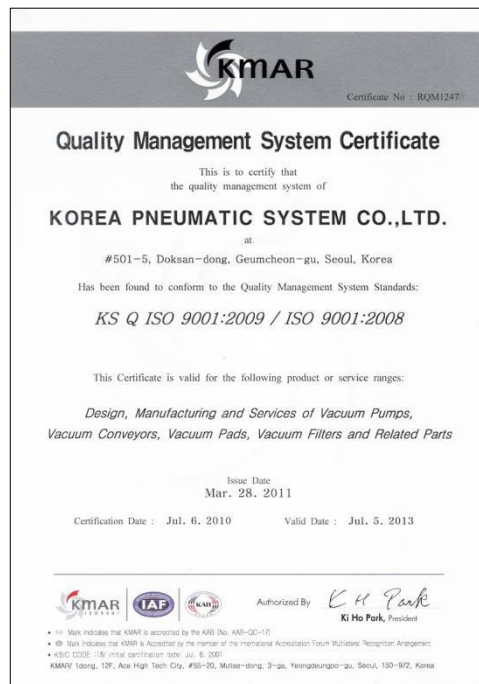 KMAR
Certificate No : RQM1247
Quality Management System Certificate
This is to certify that
the quality management system of
KOREA PNEUMATIC SYSTEM CO.,LTD.
at
#501-5, Doksan-dong, Geumcheon-gu, Seoul, Korea
Has been found to conform to the Quality Management System Standards:
KS Q ISO 9001:2009 / ISO 9001:2008
This Certificate is valid for the following product or service ranges:
Design, Manufacturing and Services of Vacuum Pumps,
Vacuum Conveyors, Vacuum Pads, Vacuum Filters and Related Parts
Issue Date
Mar. 28. 2011
Certification Date : Jul. 6. 2010 Valid Date : Jul. 5. 2013
KMAR ISO9001 IAF KAB Authorized By K H Park
Ki Ho Park, President
• Mark Indicates that KMAR is accredited by the KAB (No. KAB-QC-17)
• Mark Indicates that KMAR is Accredited by the member of the International Accreditation Forum Multilateral Recognition Arrangement
• KSIC CODE : 18/ Initial certification date: Jul. 6. 2001
KMAR/ 1dong, 12F, Ace High Tech City, #55-20, Mullae-dong, 3-ga, Yeongdeungpo-gu, Seoul, 150-972, Korea